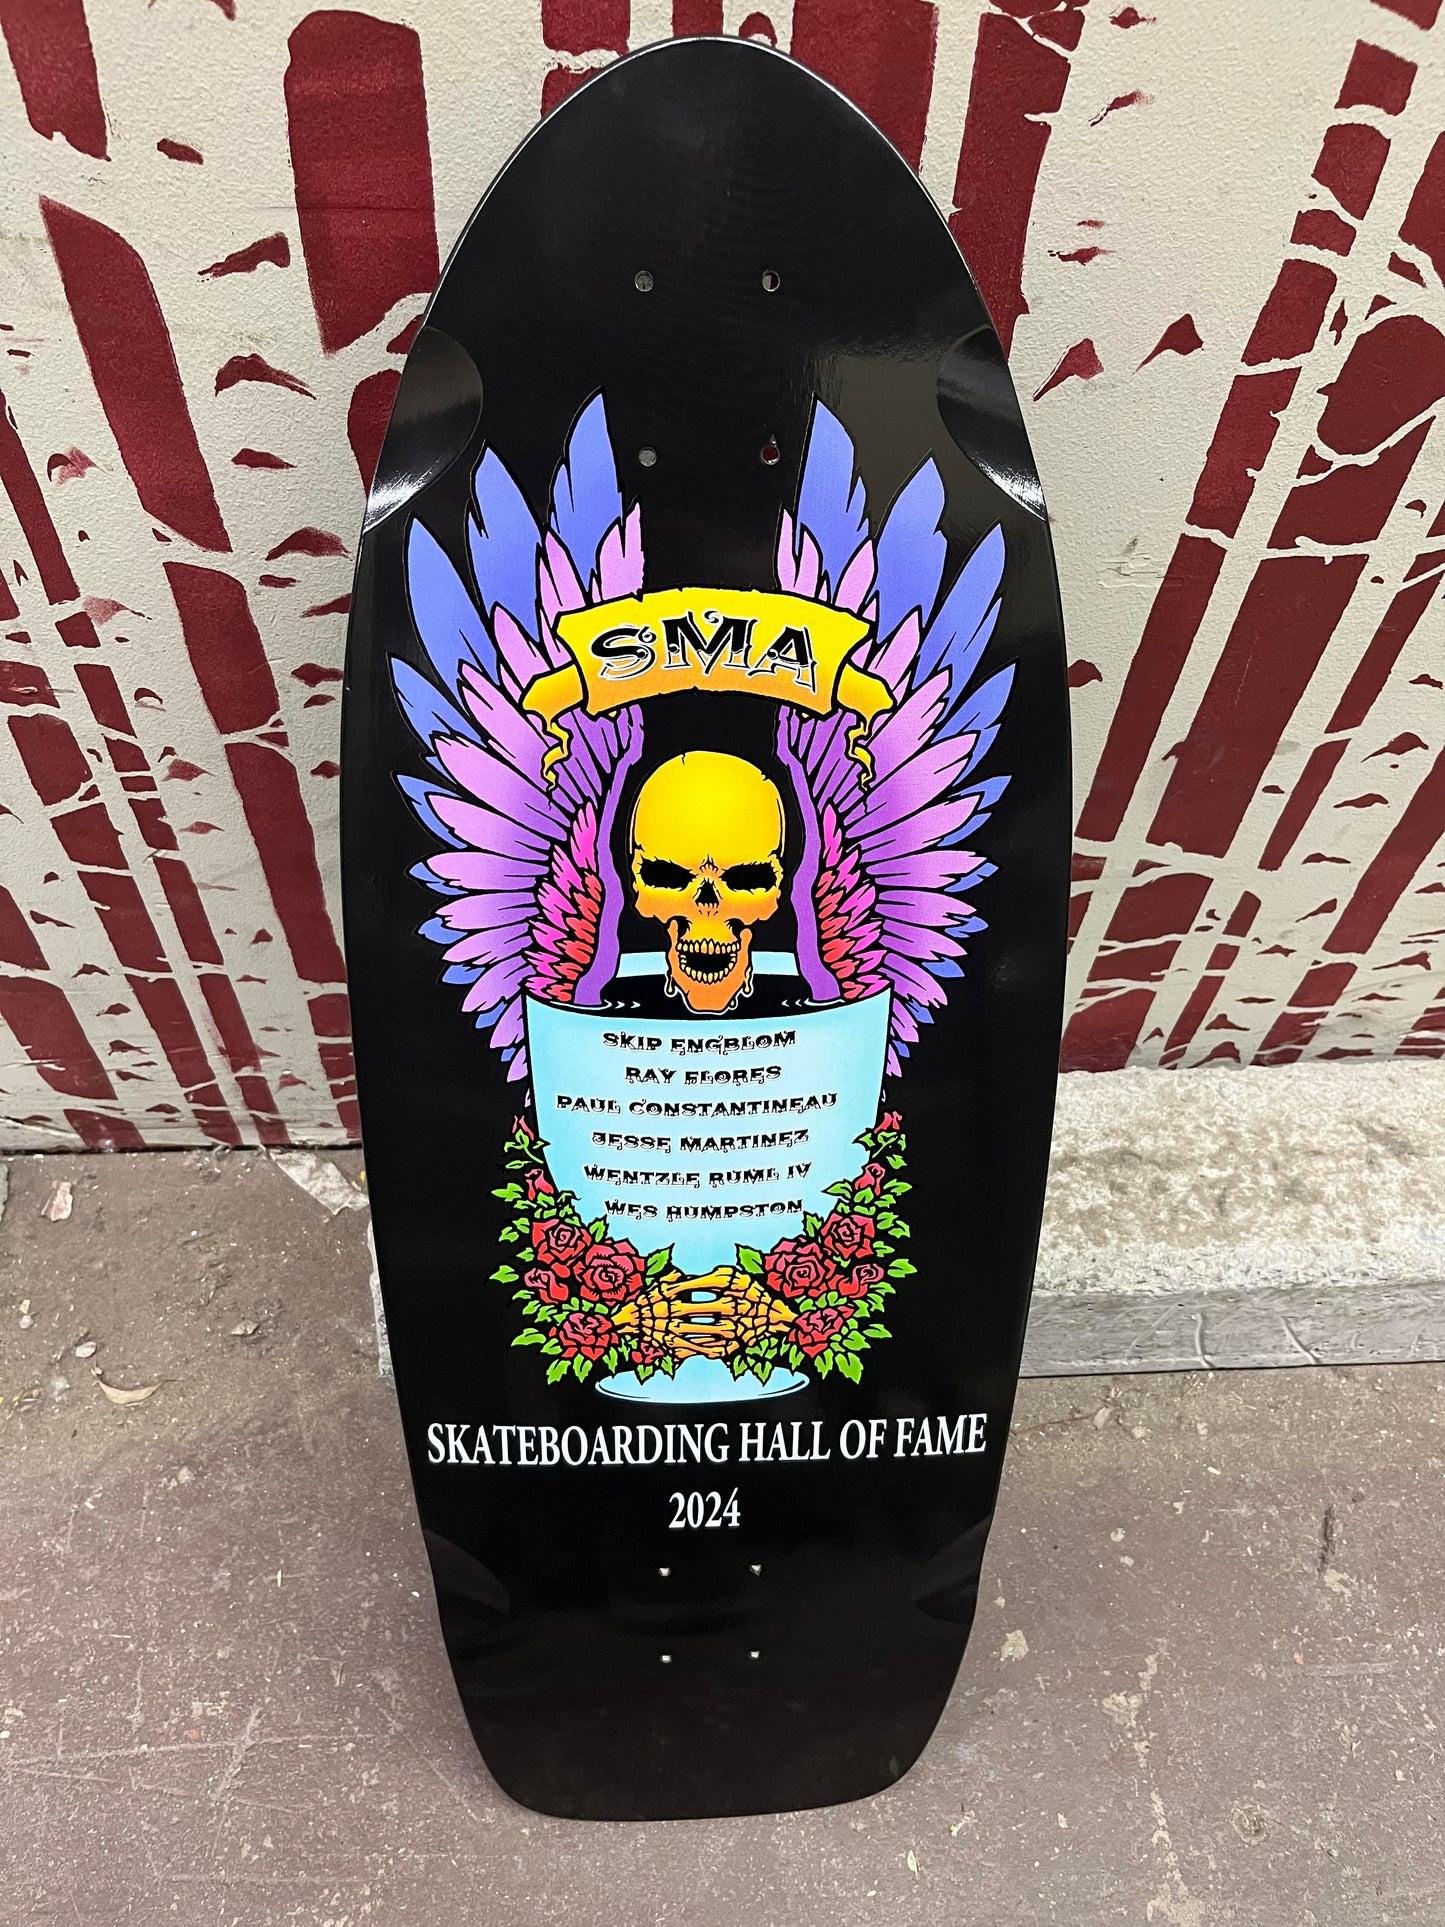 SMA
SKIP ENGBLOM
RAY FLORES
PAUL CONSTANTINEAU
JESSE MARTINEZ
WENTZLE RUML IV
WES HUMPSTON
SKATEBOARDING HALL OF FAME
2024